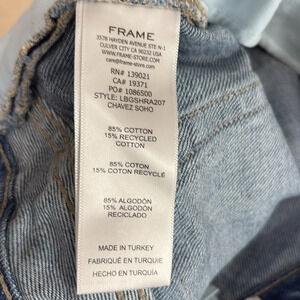 FRAME
3578 HAYDEN AVENUE STE N-1
CULVER CITY CA 90232 USA
WWW.FRAME-STORE.COM
care@frame-store.com
RN# 139021
CA# 19371
PO# 1086500
STYLE: LBGSHRA207
CHAVEZ SOHO
85% COTTON
15% RECYCLED
COTTON
85% COTON
15% COTON RECYCLÉ
85% ALGODÓN
15% ALGODÓN
RECICLADO
MADE IN TURKEY
FABRIQUÉ EN TURQUIE
HECHO EN TURQUÍA